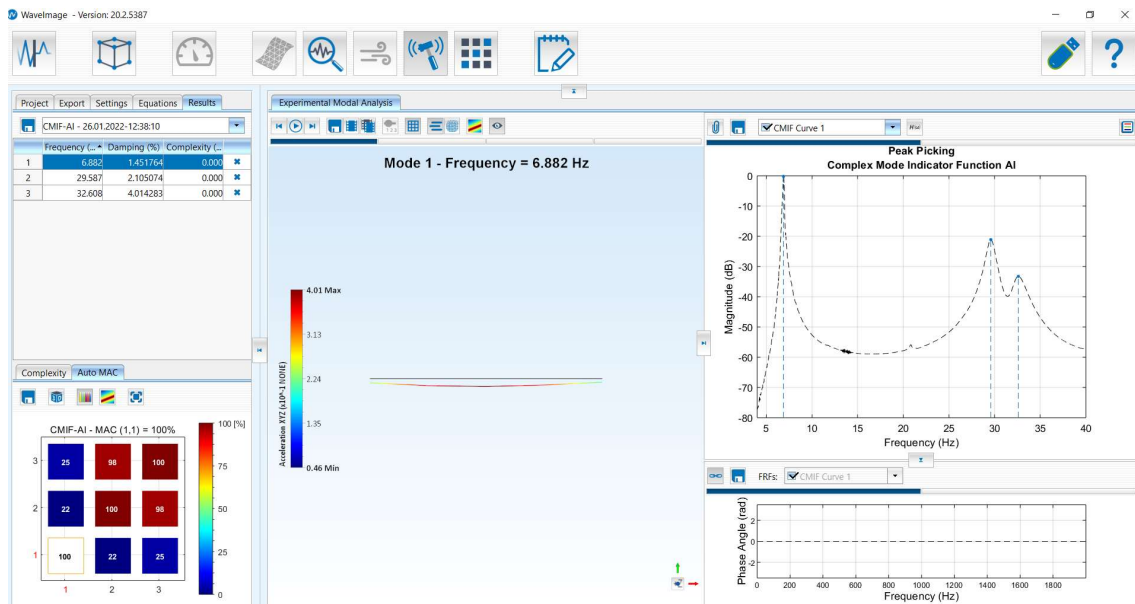 WaveImage - Version: 20.2.5387
Project Export Settings Equations Results
CMIF-AI - 26.01.2022-12:38:10
Frequency (... Damping (%) Complexity (...
1 6.882 1.451764 0.000
2 29.587 2.105074 0.000
3 32.608 4.014283 0.000
Complexity Auto MAC
CMIF-AI - MAC (1,1) = 100%
3 25 98 100
2 22 100 98
1 100 22 25
1 2 3
100 [%]
75
50
25
0
Experimental Modal Analysis
Mode 1 - Frequency = 6.882 Hz
4.01 Max
3.13
2.24
1.35
0.46 Min
Acceleration XYZ (x10^-1 NONE)
CMIF Curve 1
Peak Picking
Complex Mode Indicator Function AI
0
-10
-20
-30
-40
-50
-60
-70
-80
Magnitude (dB)
5 10 15 20 25 30 35 40
Frequency (Hz)
FRFs: CMIF Curve 1
2
0
-2
Phase Angle (rad)
0 200 400 600 800 1000 1200 1400 1600 1800
Frequency (Hz)